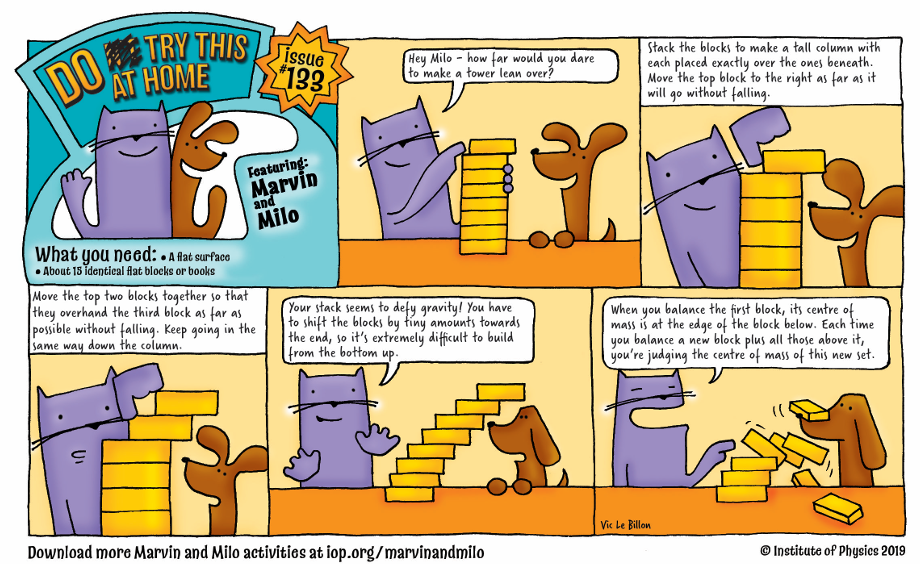 DO TRY THIS
AT HOME
issue
#133
Featuring:
Marvin
and
Milo
What you need: • A flat surface
• About 15 identical flat blocks or books
Hey Milo – how far would you dare
to make a tower lean over?
Stack the blocks to make a tall column with
each placed exactly over the ones beneath.
Move the top block to the right as far as it
will go without falling.
Move the top two blocks together so that
they overhand the third block as far as
possible without falling. Keep going in the
same way down the column.
Your stack seems to defy gravity! You have
to shift the blocks by tiny amounts towards
the end, so it's extremely difficult to build
from the bottom up.
When you balance the first block, its centre of
mass is at the edge of the block below. Each time
you balance a new block plus all those above it,
you're judging the centre of mass of this new set.
Vic Le Billon
Download more Marvin and Milo activities at iop.org/marvinandmilo
© Institute of Physics 2019